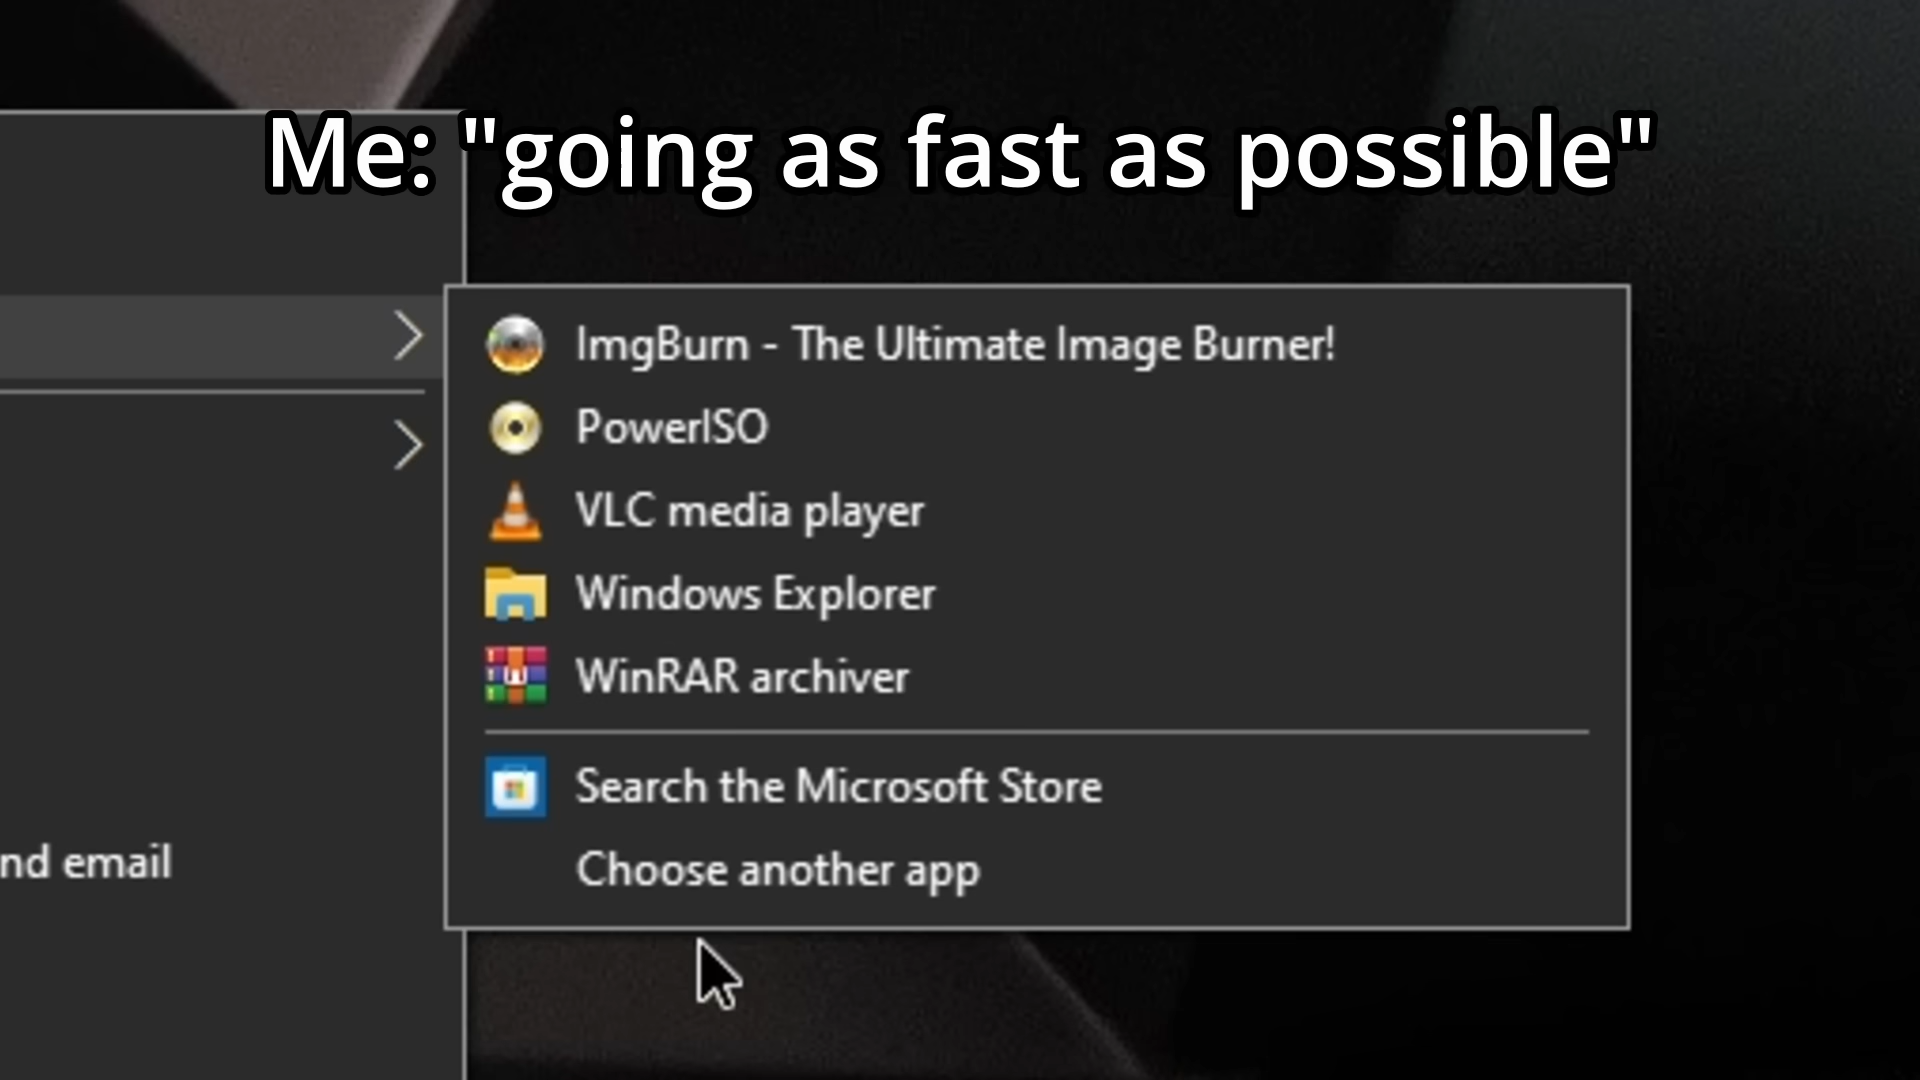 Me: "going as fast as possible"
ImgBurn - The Ultimate Image Burner!
PowerISO
VLC media player
Windows Explorer
WinRAR archiver
Search the Microsoft Store
nd email
Choose another app